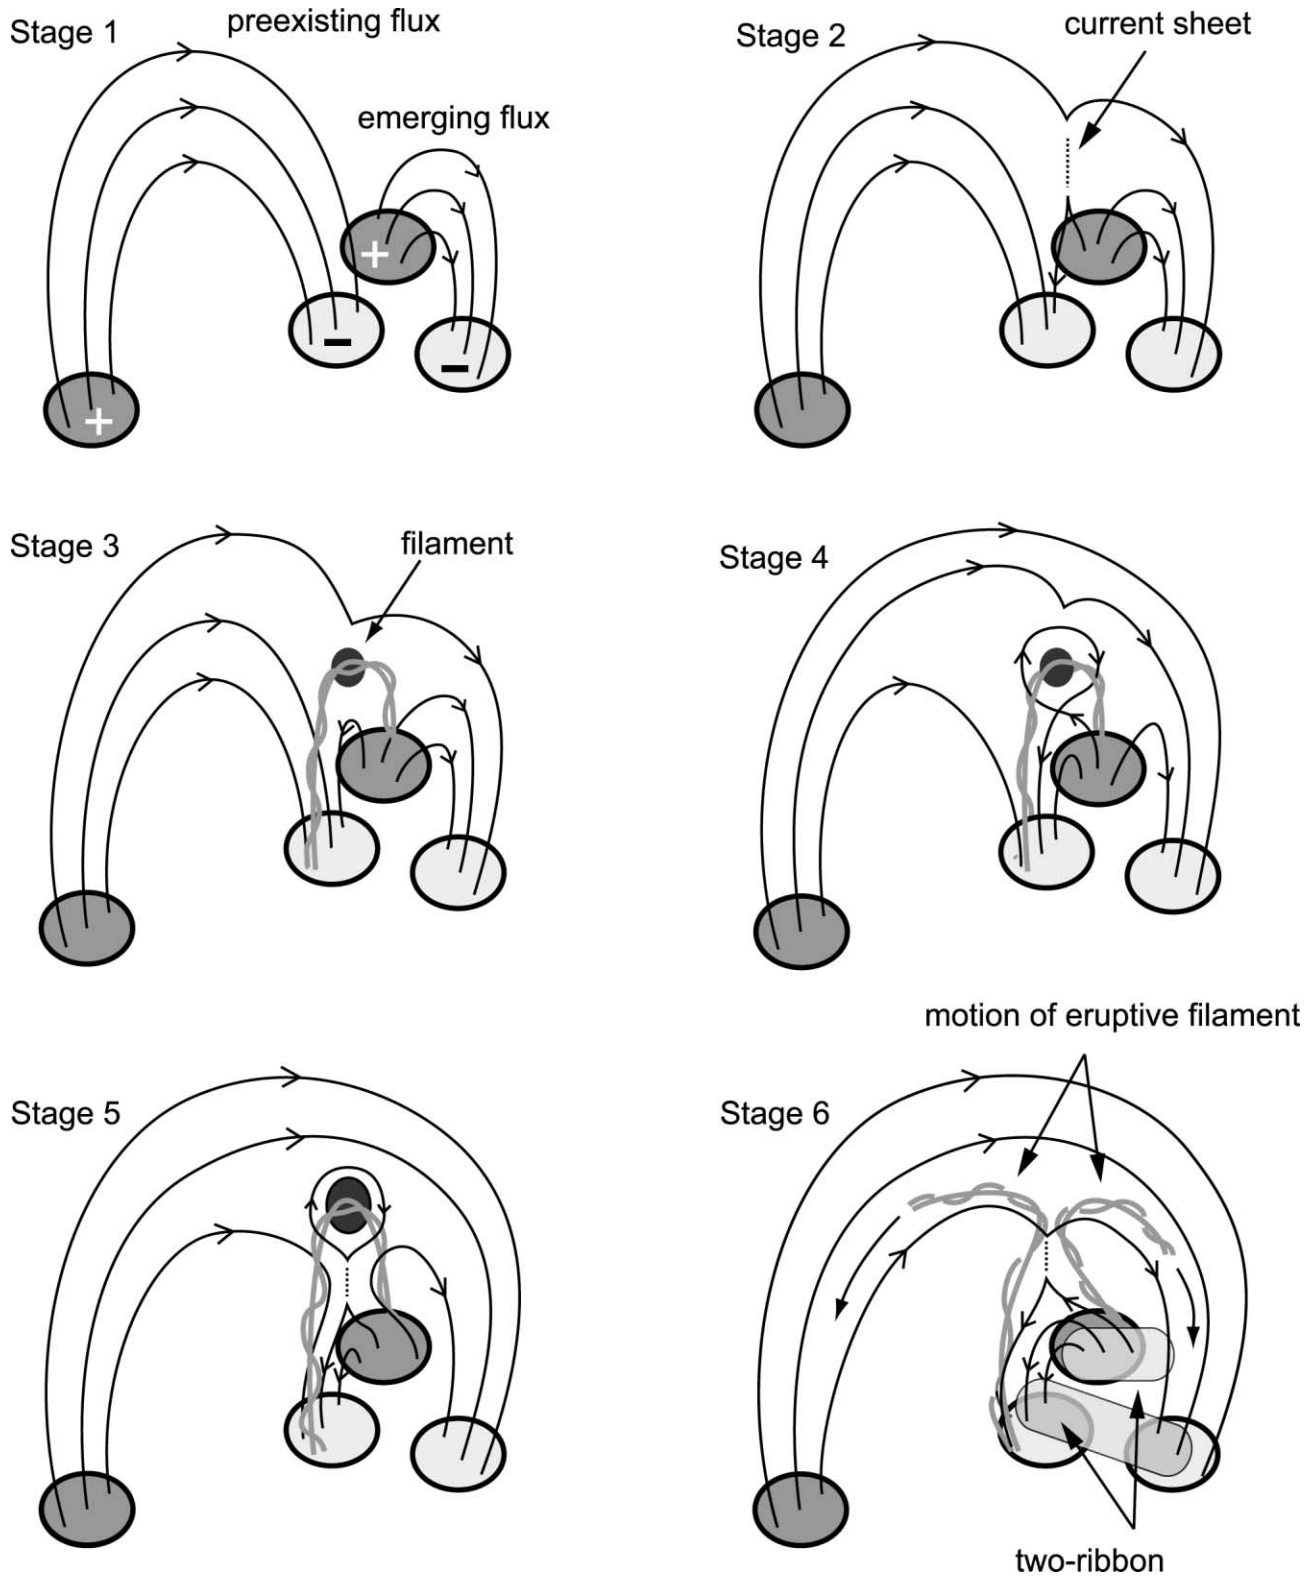 Stage 1
preexisting flux
emerging flux
+
−
−
+
Stage 2
current sheet
Stage 3
filament
Stage 4
motion of eruptive filament
Stage 5
Stage 6
two-ribbon